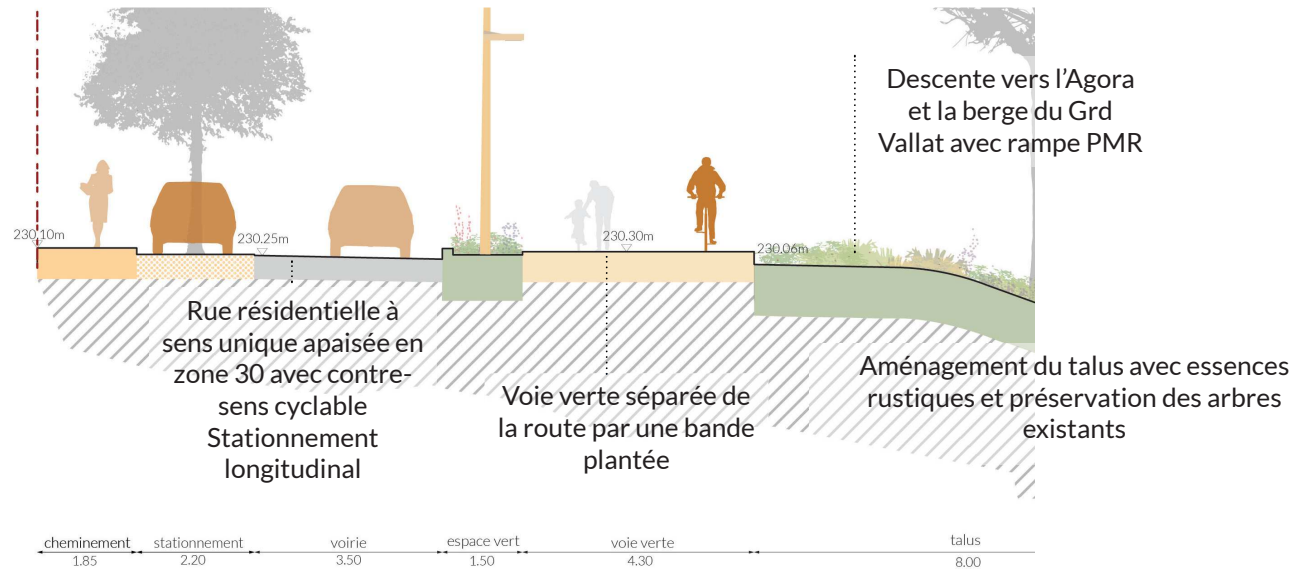 Descente vers l'Agora
et la berge du Grd
Vallat avec rampe PMR
230.10m
230.25m
230.30m
230.06m
Rue résidentielle à
sens unique apaisée en
zone 30 avec contre-
sens cyclable
Stationnement
longitudinal
Voie verte séparée de
la route par une bande
plantée
Aménagement du talus avec essences
rustiques et préservation des arbres
existants
cheminement stationnement voirie espace vert voie verte talus
1.85 2.20 3.50 1.50 4.30 8.00